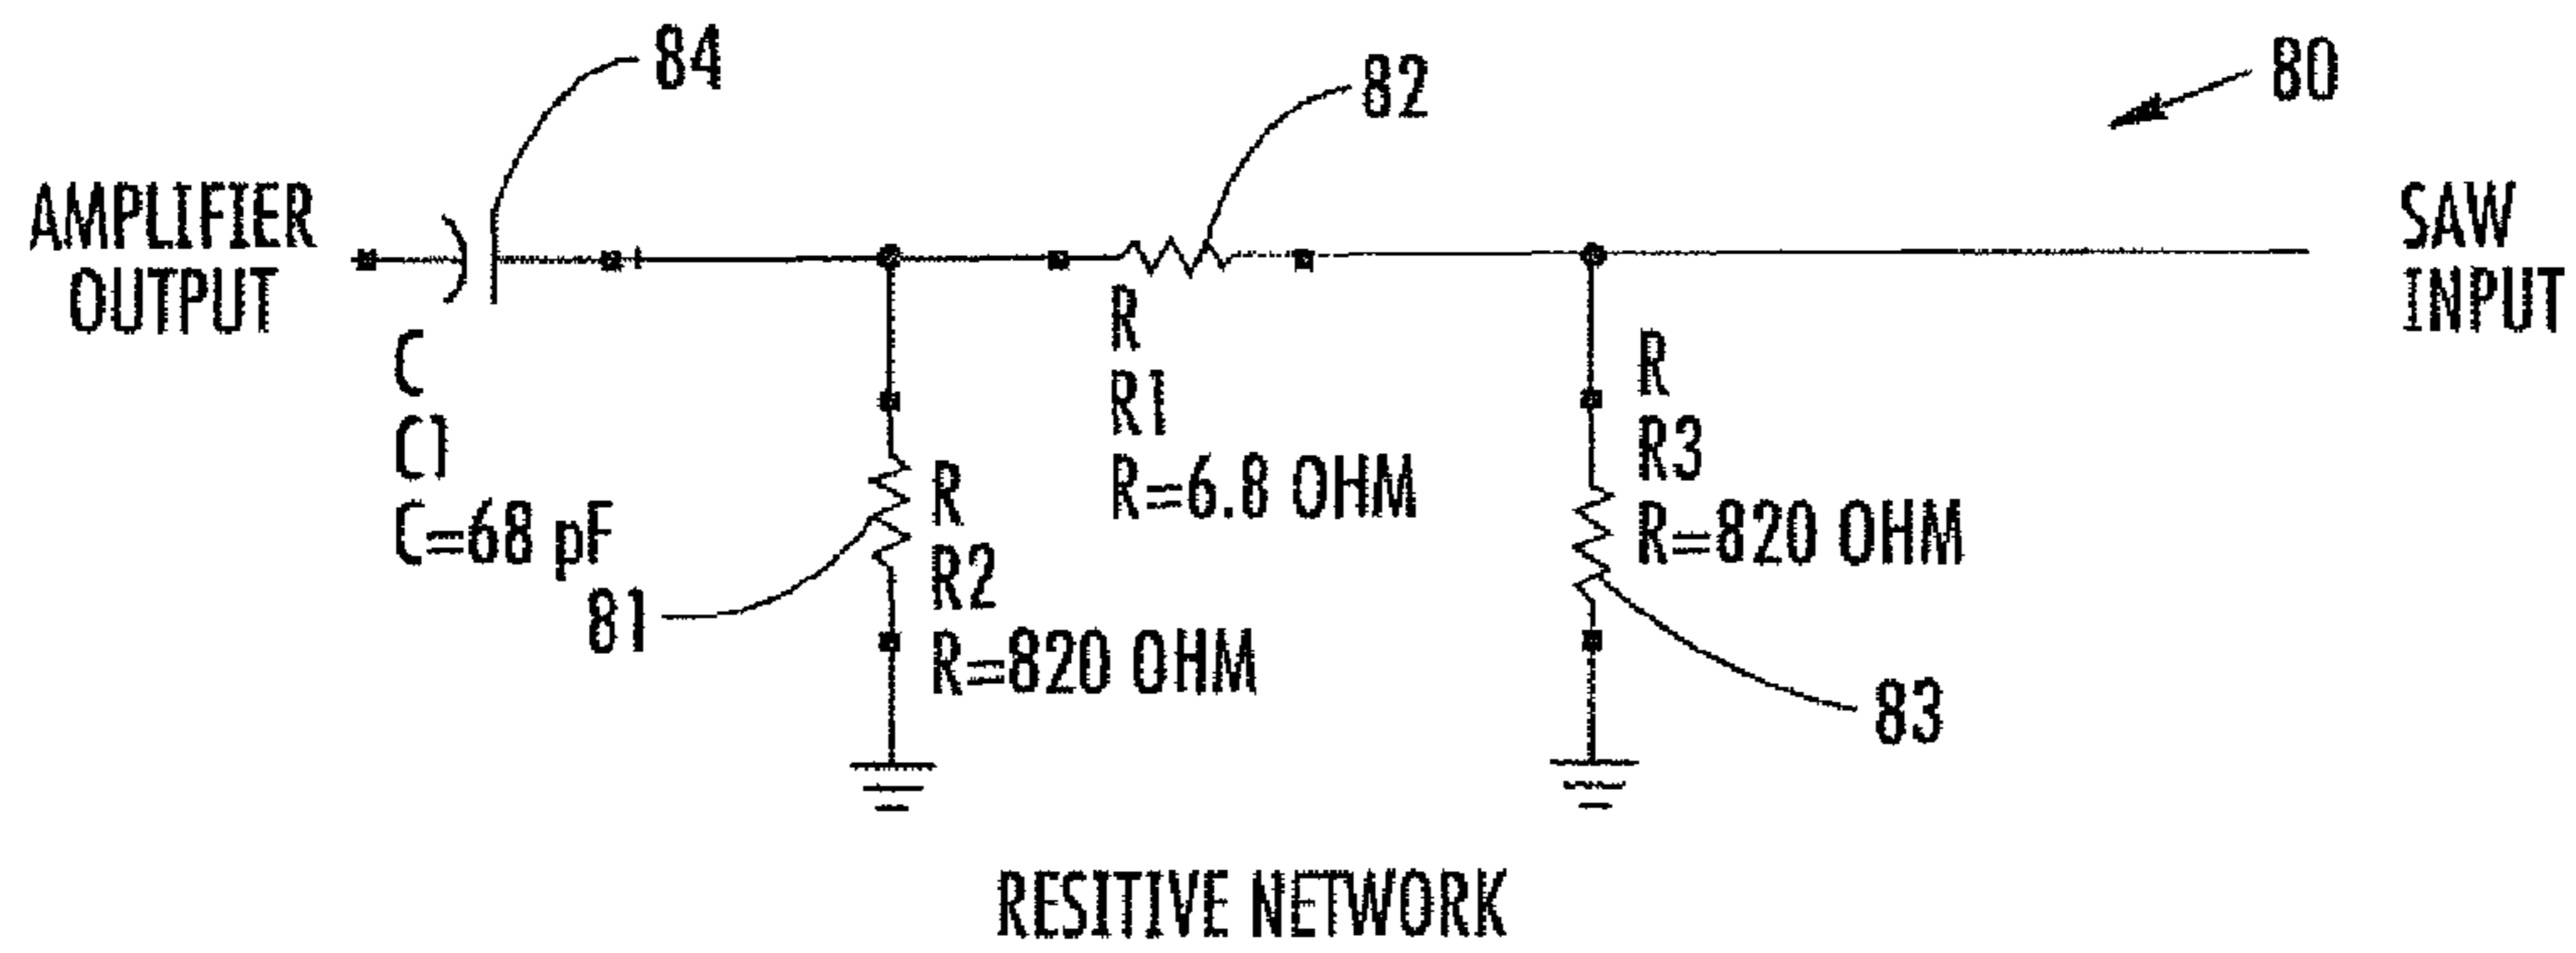 84
82
80
AMPLIFIER
OUTPUT
SAW
INPUT
C
C1
C=68 pF
R
R1
R=6.8 OHM
R
R2
R=820 OHM
R
R3
R=820 OHM
81
83
RESITIVE NETWORK